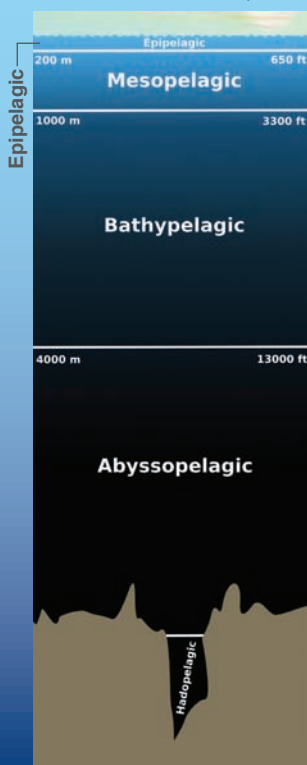 Epipelagic
Epipelagic
200 m 650 ft
Mesopelagic
1000 m 3300 ft
Bathypelagic
4000 m 13000 ft
Abyssopelagic
Hadopelagic